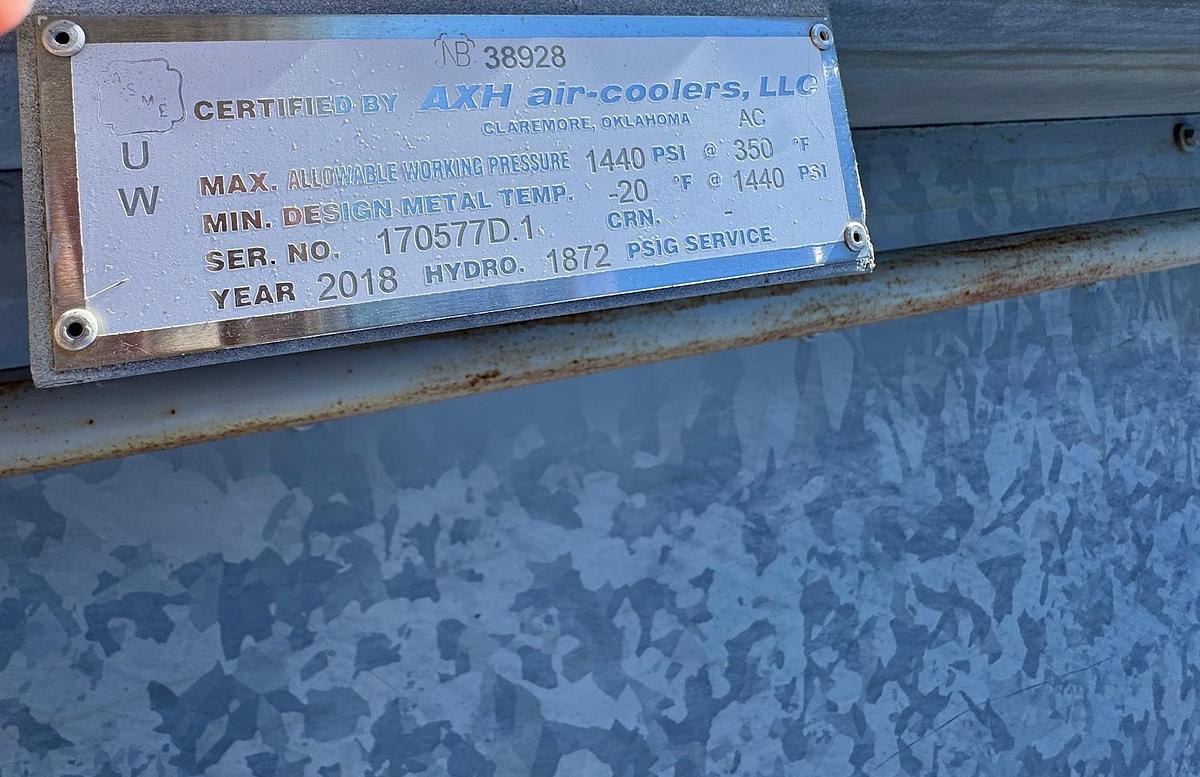 NB 38928
ASME
CERTIFIED BY AXH air-coolers, LLC
CLAREMORE, OKLAHOMA AC
U
W
MAX. ALLOWABLE WORKING PRESSURE 1440 PSI @ 350 °F
MIN. DESIGN METAL TEMP. -20 °F @ 1440 PSI
SER. NO. 170577D.1 CRN. -
YEAR 2018 HYDRO. 1872 PSIG SERVICE